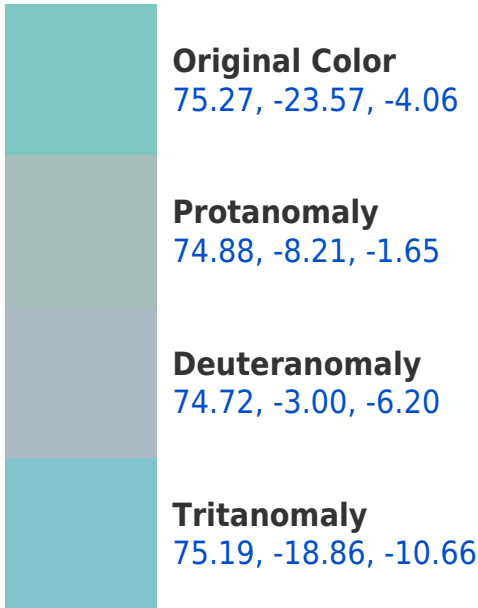 Original Color
75.27, -23.57, -4.06
Protanomaly
74.88, -8.21, -1.65
Deuteranomaly
74.72, -3.00, -6.20
Tritanomaly
75.19, -18.86, -10.66